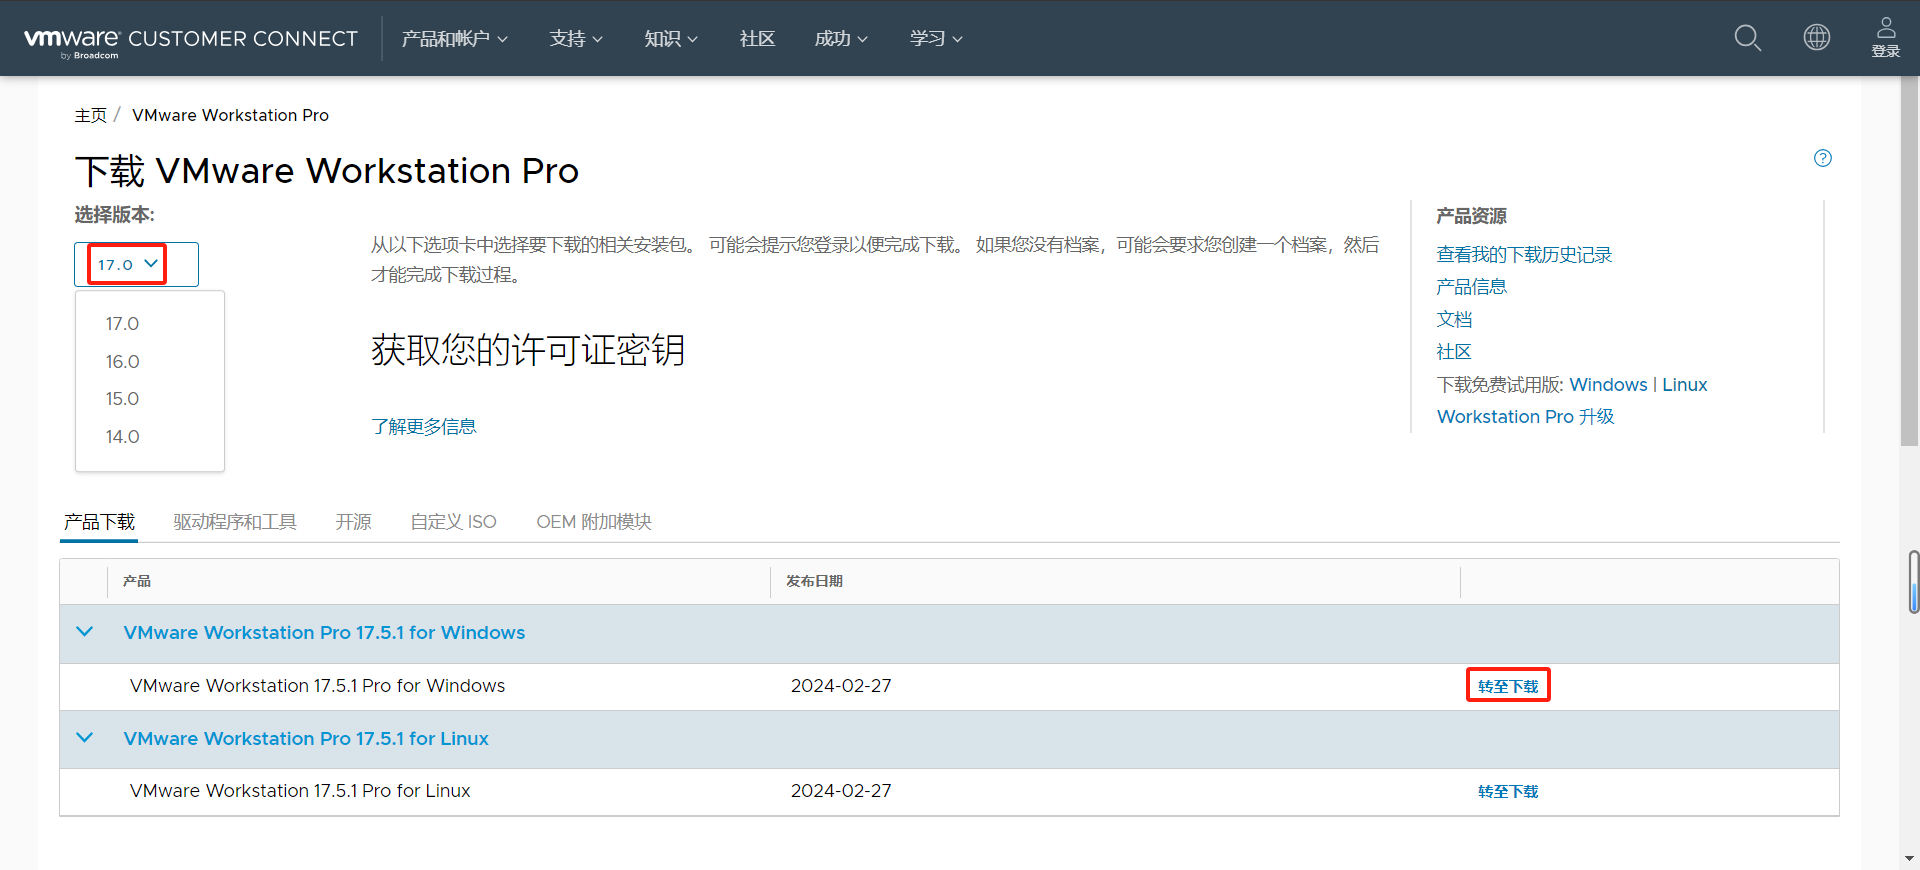 vmware CUSTOMER CONNECT
by Broadcom
产品和帐户 支持 知识 社区 成功 学习 登录
主页 / VMware Workstation Pro
下载 VMware Workstation Pro
选择版本:
17.0
17.0
16.0
15.0
14.0
从以下选项卡中选择要下载的相关安装包。 可能会提示您登录以便完成下载。 如果您没有档案，可能会要求您创建一个档案，然后
才能完成下载过程。
获取您的许可证密钥
了解更多信息
产品资源
查看我的下载历史记录
产品信息
文档
社区
下载免费试用版: Windows | Linux
Workstation Pro 升级
产品下载 驱动程序和工具 开源 自定义 ISO OEM 附加模块
产品 发布日期
VMware Workstation Pro 17.5.1 for Windows
VMware Workstation 17.5.1 Pro for Windows 2024-02-27 转至下载
VMware Workstation Pro 17.5.1 for Linux
VMware Workstation 17.5.1 Pro for Linux 2024-02-27 转至下载